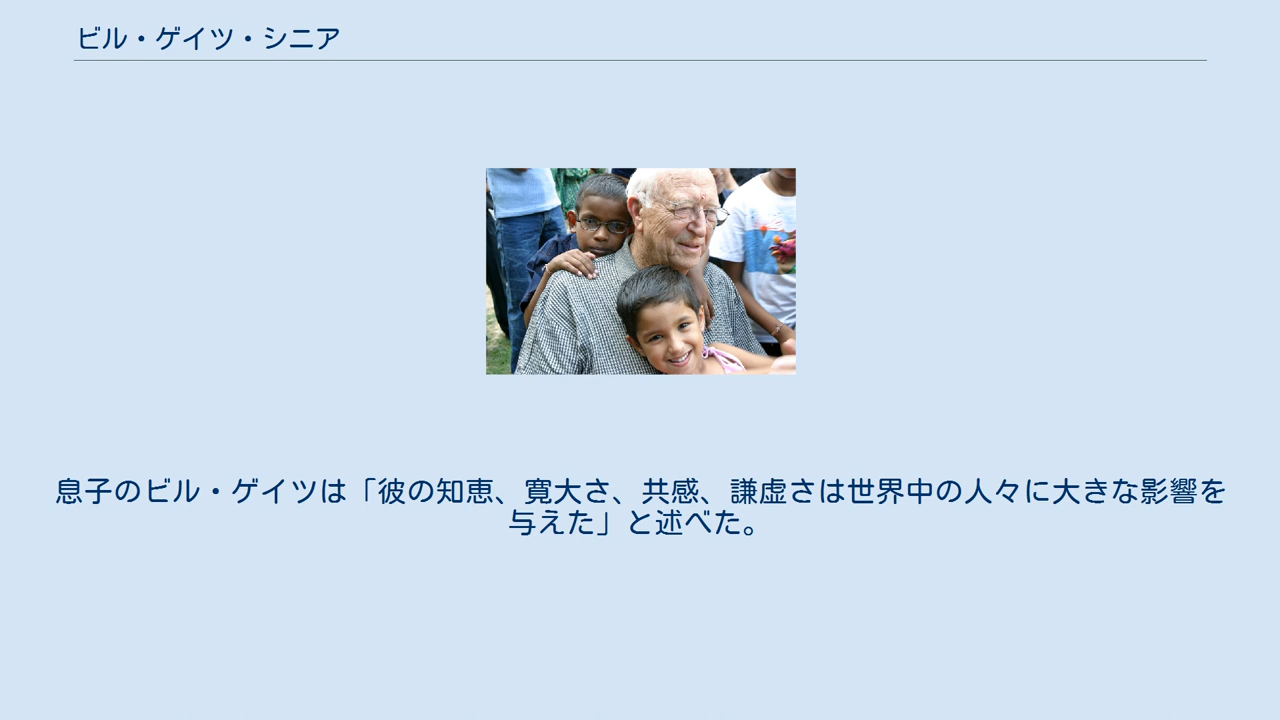 ビル・ゲイツ・シニア
息子のビル・ゲイツは「彼の知恵、寛大さ、共感、謙虚さは世界中の人々に大きな影響を
与えた」と述べた。